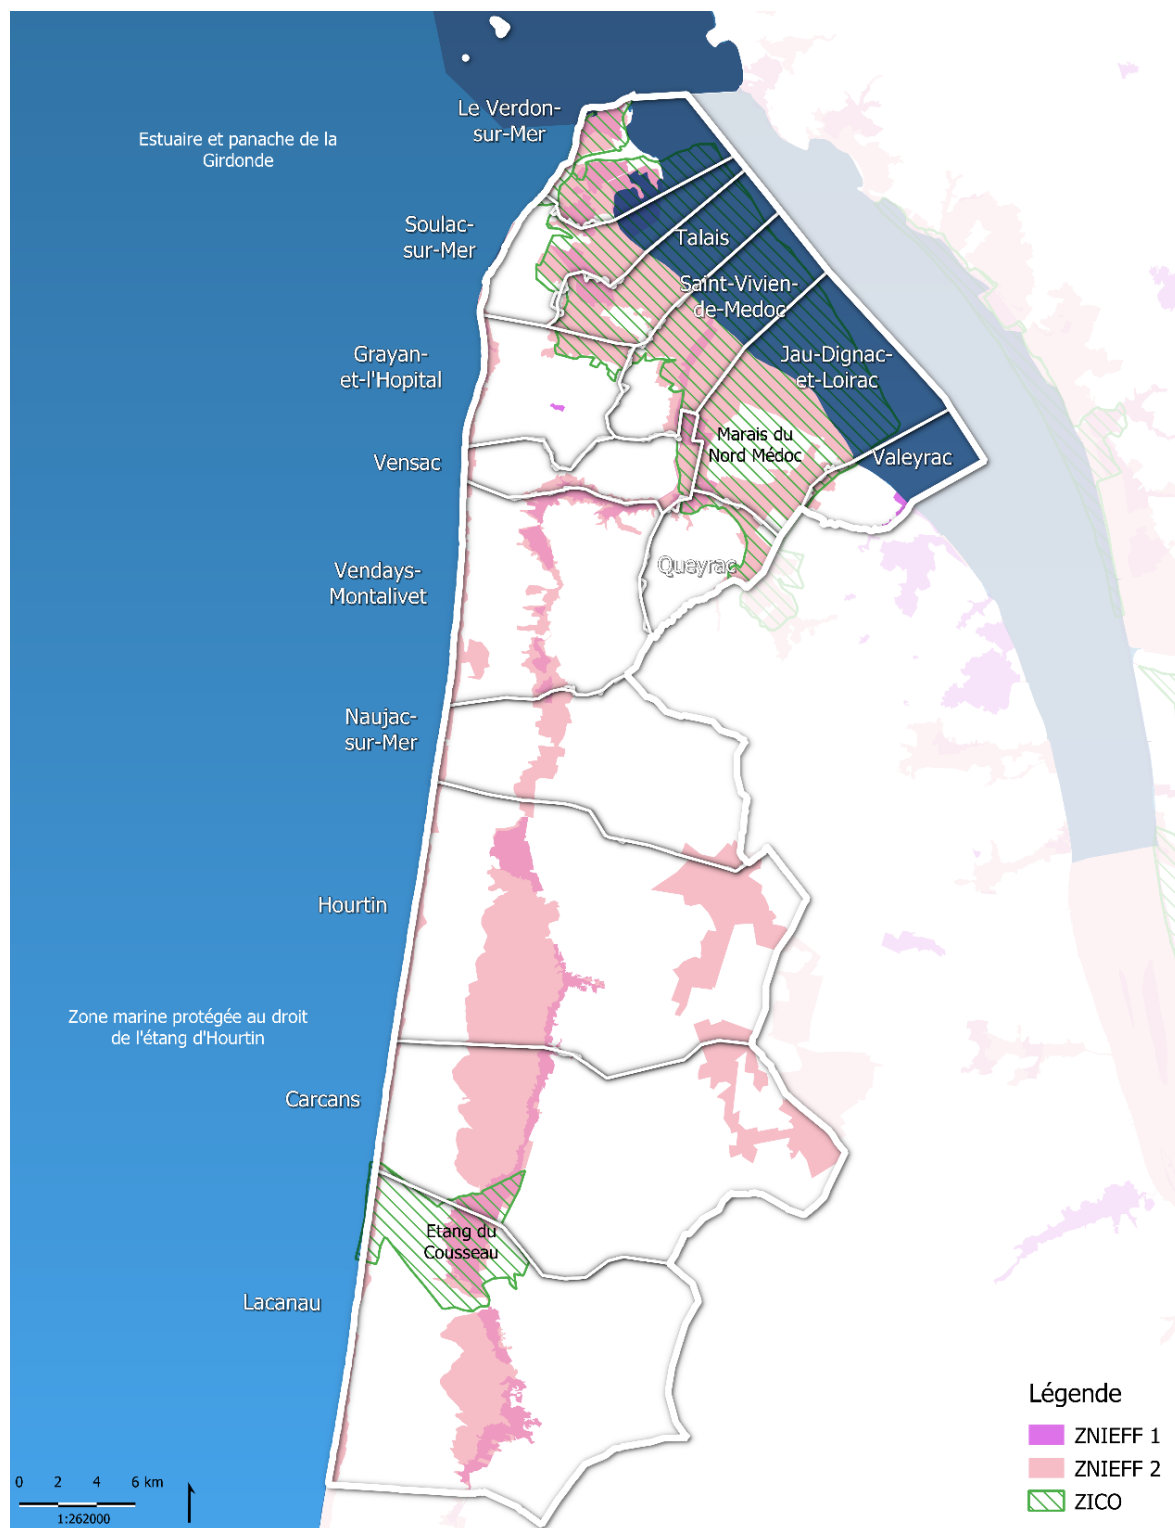 Le Verdon-
sur-Mer
Estuaire et panache de la
Girdonde
Soulac-
sur-Mer
Talais
Saint-Vivien-
de-Medoc
Grayan-
et-l'Hopital
Jau-Dignac-
et-Loirac
Marais du
Nord Médoc
Vensac
Valeyrac
Queyrac
Vendays-
Montalivet
Naujac-
sur-Mer
Hourtin
Zone marine protégée au droit
de l'étang d'Hourtin
Carcans
Etang du
Cousseau
Lacanau
Légende
ZNIEFF 1
ZNIEFF 2
ZICO
0 2 4 6 km
1:262000